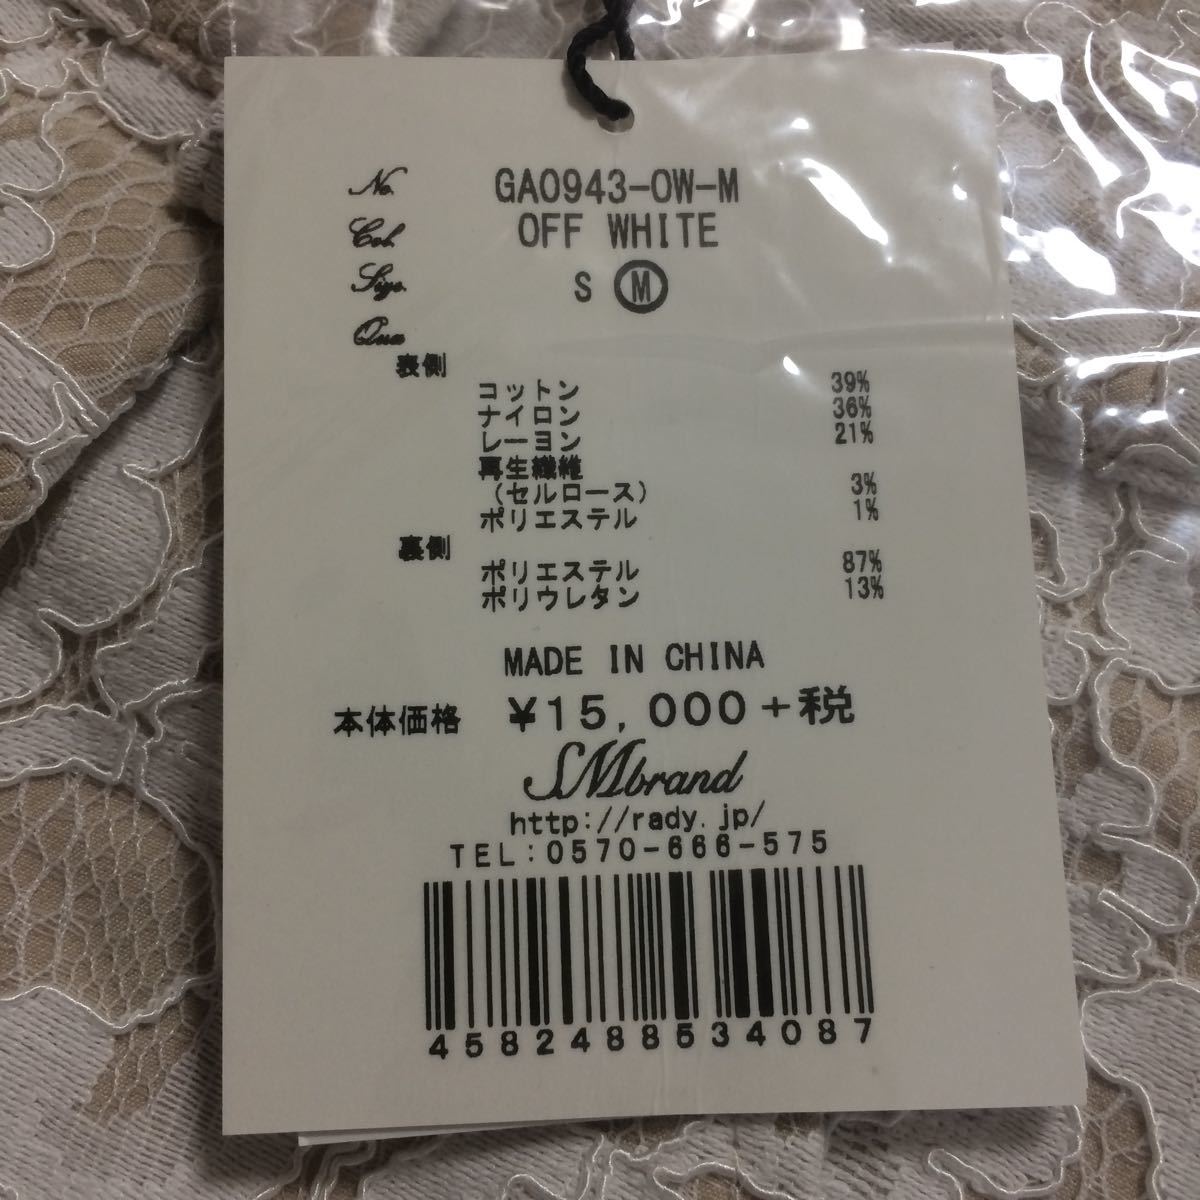 No. GA0943-OW-M
Col. OFF WHITE
Size. S M
Qua
表側
コットン 39%
ナイロン 36%
レーヨン 21%
再生繊維
(セルロース) 3%
ポリエステル 1%
裏側
ポリエステル 87%
ポリウレタン 13%
MADE IN CHINA
本体価格 ¥15,000+税
SMbrand
http://rady.jp/
TEL:0570-666-575
4582488534087